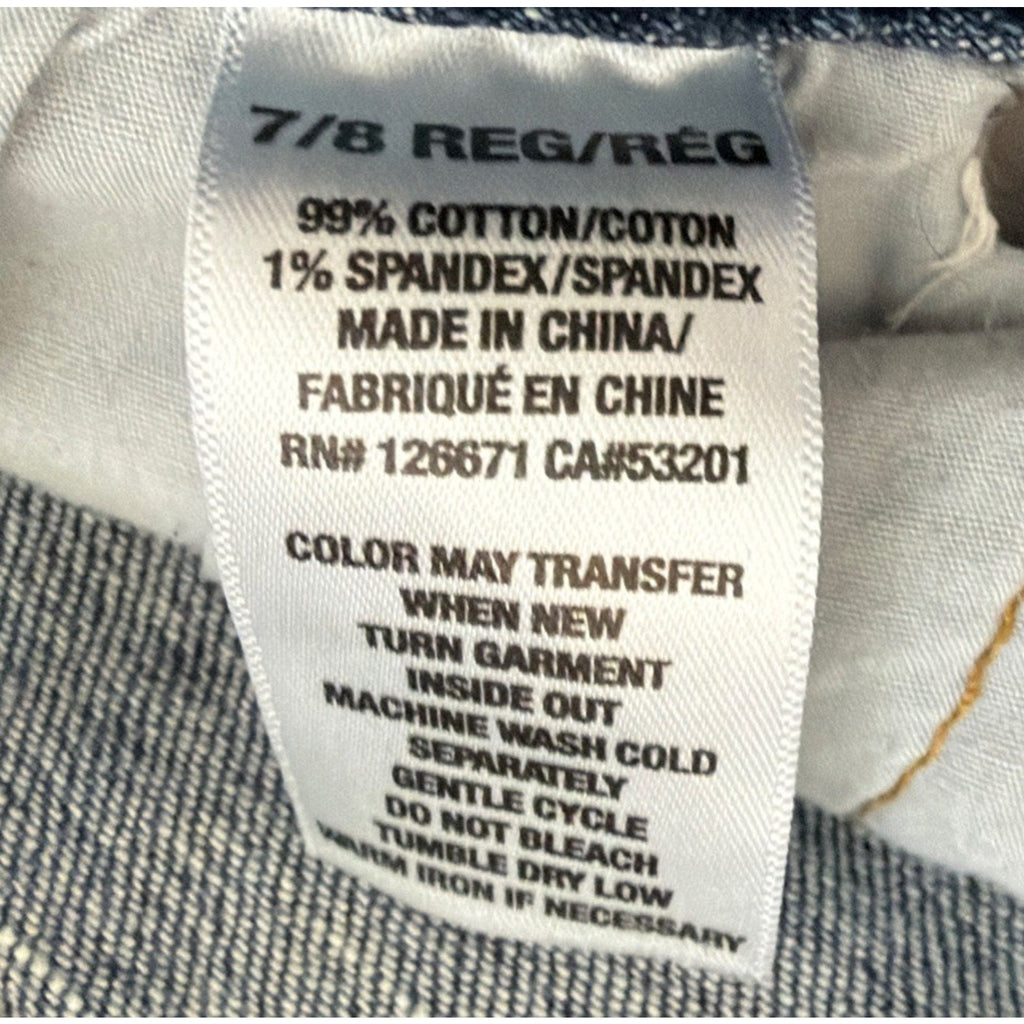 7/8 REG/RÉG
99% COTTON/COTON
1% SPANDEX/SPANDEX
MADE IN CHINA/
FABRIQUÉ EN CHINE
RN# 126671 CA#53201
COLOR MAY TRANSFER
WHEN NEW
TURN GARMENT
INSIDE OUT
MACHINE WASH COLD
SEPARATELY
GENTLE CYCLE
DO NOT BLEACH
TUMBLE DRY LOW
WARM IRON IF NECESSARY